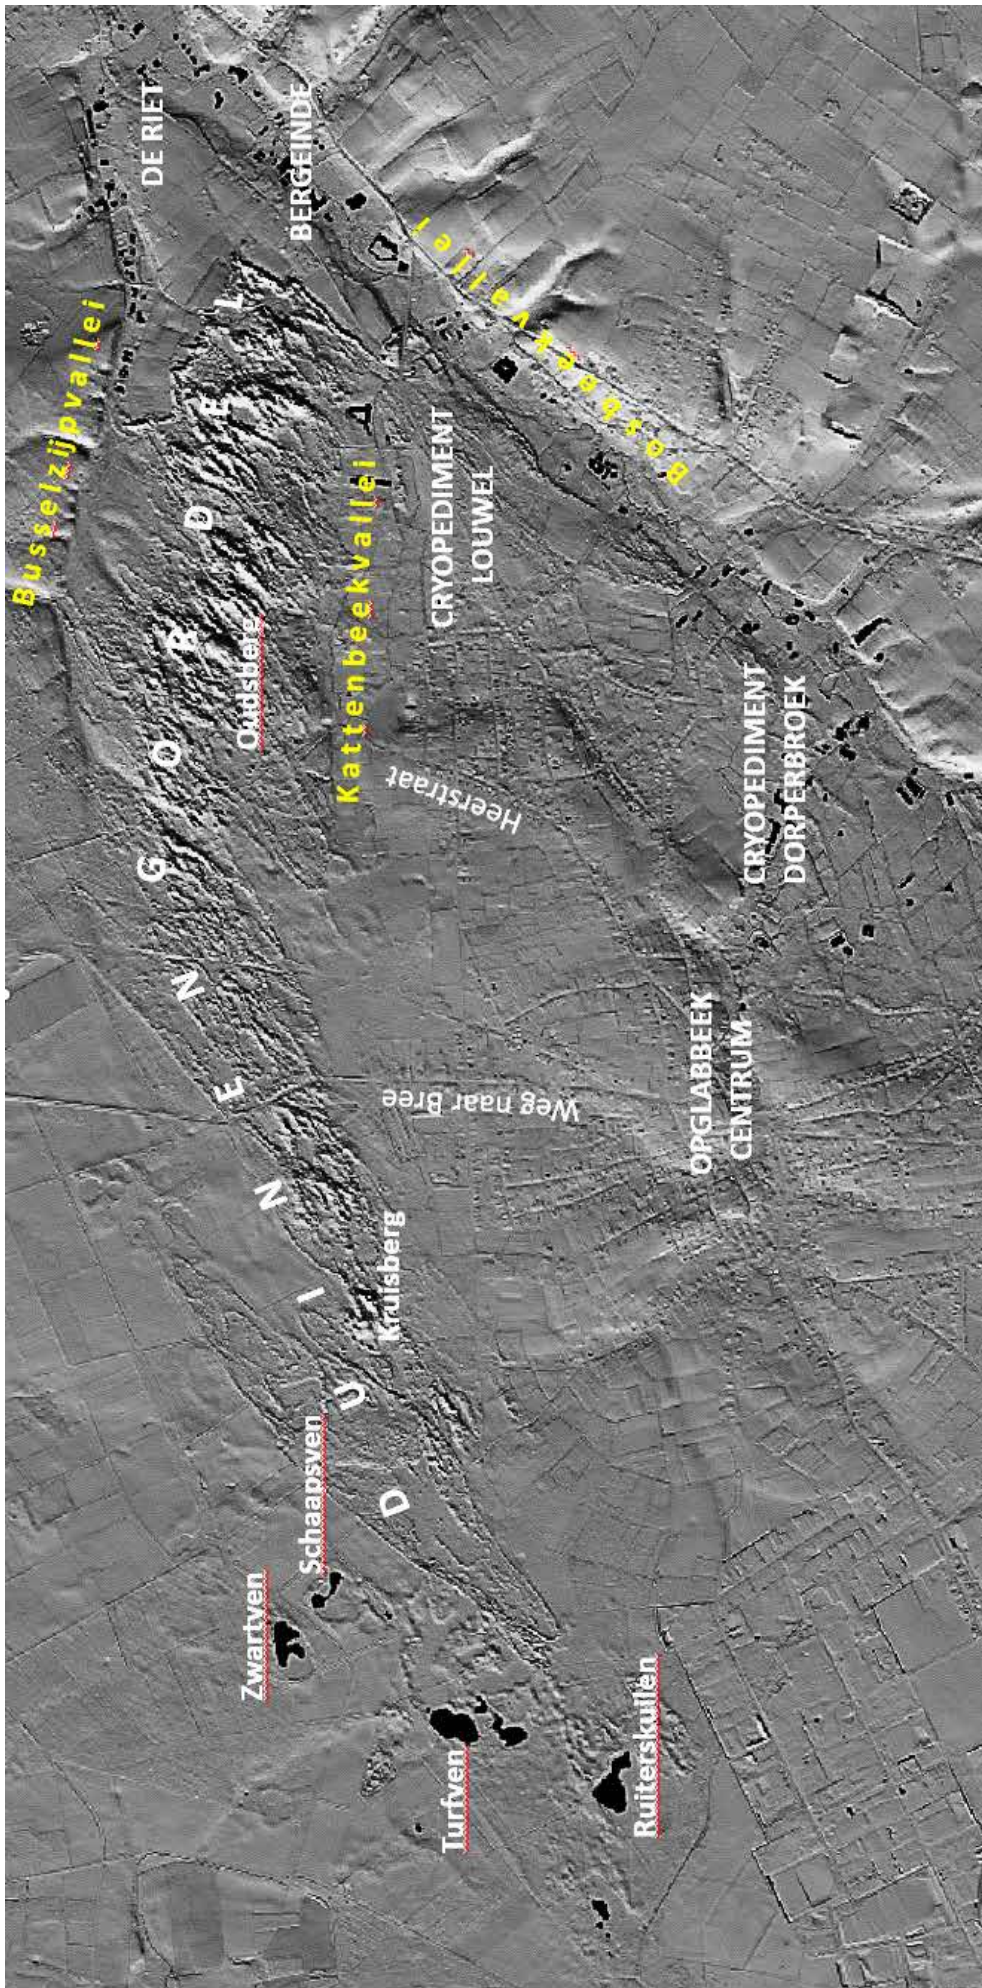 Zwartven
Schaapsven
Turfven
Ruiterskuilen
DUINENGORDEL
Kruisberg
Oudsberg
Busselzijpvallei
Kattenbeekvallei
Bosbeekvallei
Weg naar Bree
Heerstraat
OPGLABBEEK
CENTRUM
CRYOPEDIMENT
DORPERBROEK
CRYOPEDIMENT
LOUWEL
DE RIET
BERGEINDE